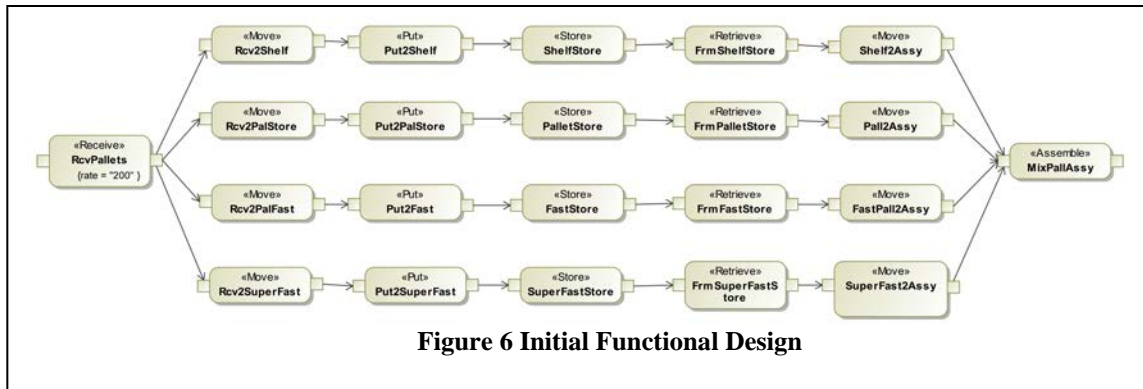 «Move»
Rcv2Shelf
«Put»
Put2Shelf
«Store»
ShelfStore
«Retrieve»
FrmShelfStore
«Move»
Shelf2Assy
«Move»
Rcv2PalStore
«Put»
Put2PalStore
«Store»
PalletStore
«Retrieve»
FrmPalletStore
«Move»
Pall2Assy
«Receive»
RcvPallets
{rate = "200" }
«Assemble»
MixPallAssy
«Move»
Rcv2PalFast
«Put»
Put2Fast
«Store»
FastStore
«Retrieve»
FrmFastStore
«Move»
FastPall2Assy
«Move»
Rcv2SuperFast
«Put»
Put2SuperFast
«Store»
SuperFastStore
«Retrieve»
FrmSuperFastS
tore
«Move»
SuperFast2Assy
Figure 6 Initial Functional Design